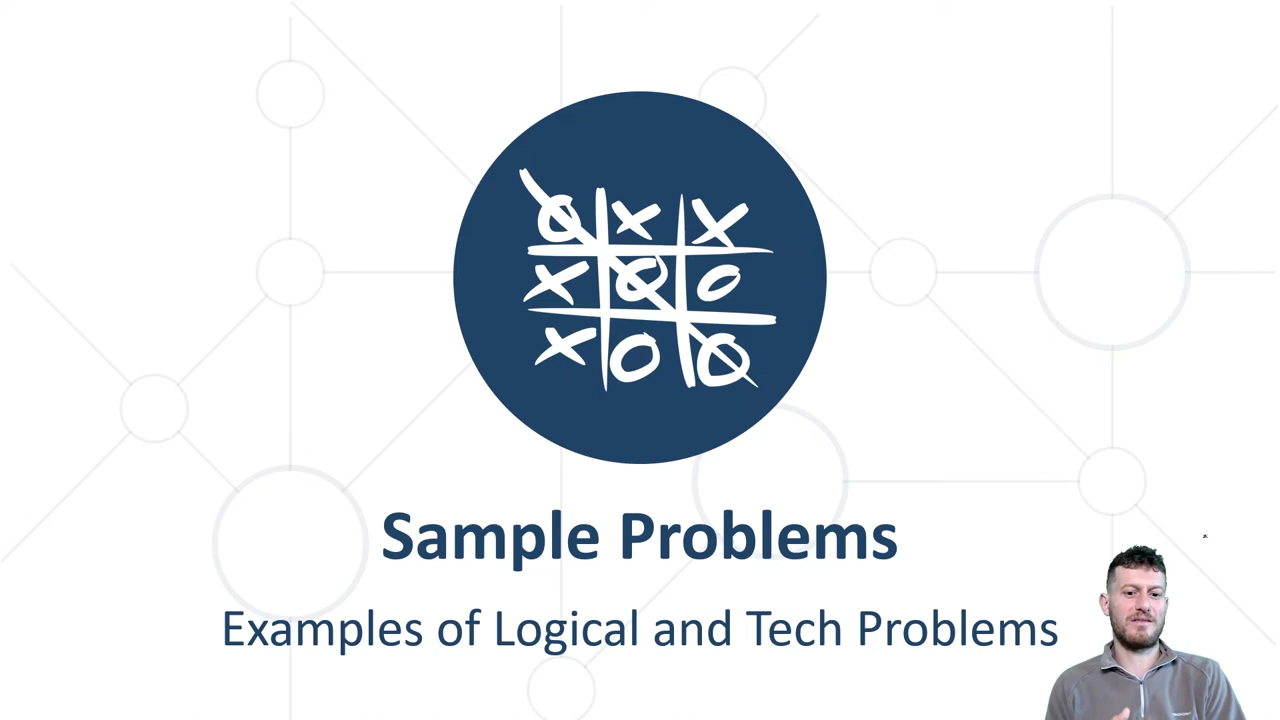 O X X
X O O
X O O
Sample Problems
Examples of Logical and Tech Problems